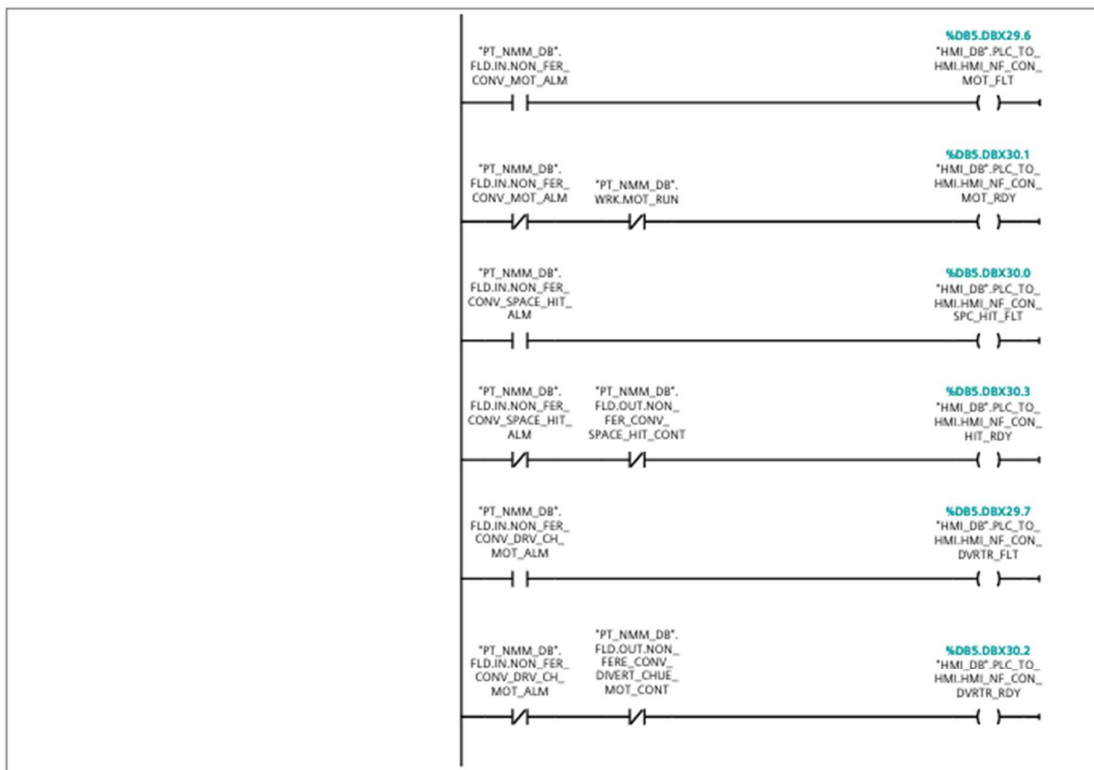 %DB5.DBX29.6
"PT_NMM_DB".
FLD.IN.NON_FER_
CONV_MOT_ALM
"HMI_DB".PLC_TO_
HMI.HMI_NF_CON_
MOT_FLT
%DB5.DBX30.1
"PT_NMM_DB".
FLD.IN.NON_FER_
CONV_MOT_ALM
"PT_NMM_DB".
WRK.MOT_RUN
"HMI_DB".PLC_TO_
HMI.HMI_NF_CON_
MOT_RDY
%DB5.DBX30.0
"PT_NMM_DB".
FLD.IN.NON_FER_
CONV_SPACE_HIT_
ALM
"HMI_DB".PLC_TO_
HMI.HMI_NF_CON_
SPC_HIT_FLT
%DB5.DBX30.3
"PT_NMM_DB".
FLD.IN.NON_FER_
CONV_SPACE_HIT_
ALM
"PT_NMM_DB".
FLD.OUT.NON_
FER_CONV_
SPACE_HIT_CONT
"HMI_DB".PLC_TO_
HMI.HMI_NF_CON_
HIT_RDY
%DB5.DBX29.7
"PT_NMM_DB".
FLD.IN.NON_FER_
CONV_DRV_CH_
MOT_ALM
"HMI_DB".PLC_TO_
HMI.HMI_NF_CON_
DVRTR_FLT
%DB5.DBX30.2
"PT_NMM_DB".
FLD.IN.NON_FER_
CONV_DRV_CH_
MOT_ALM
"PT_NMM_DB".
FLD.OUT.NON_
FERE_CONV_
DIVERT_CHUE_
MOT_CONT
"HMI_DB".PLC_TO_
HMI.HMI_NF_CON_
DVRTR_RDY